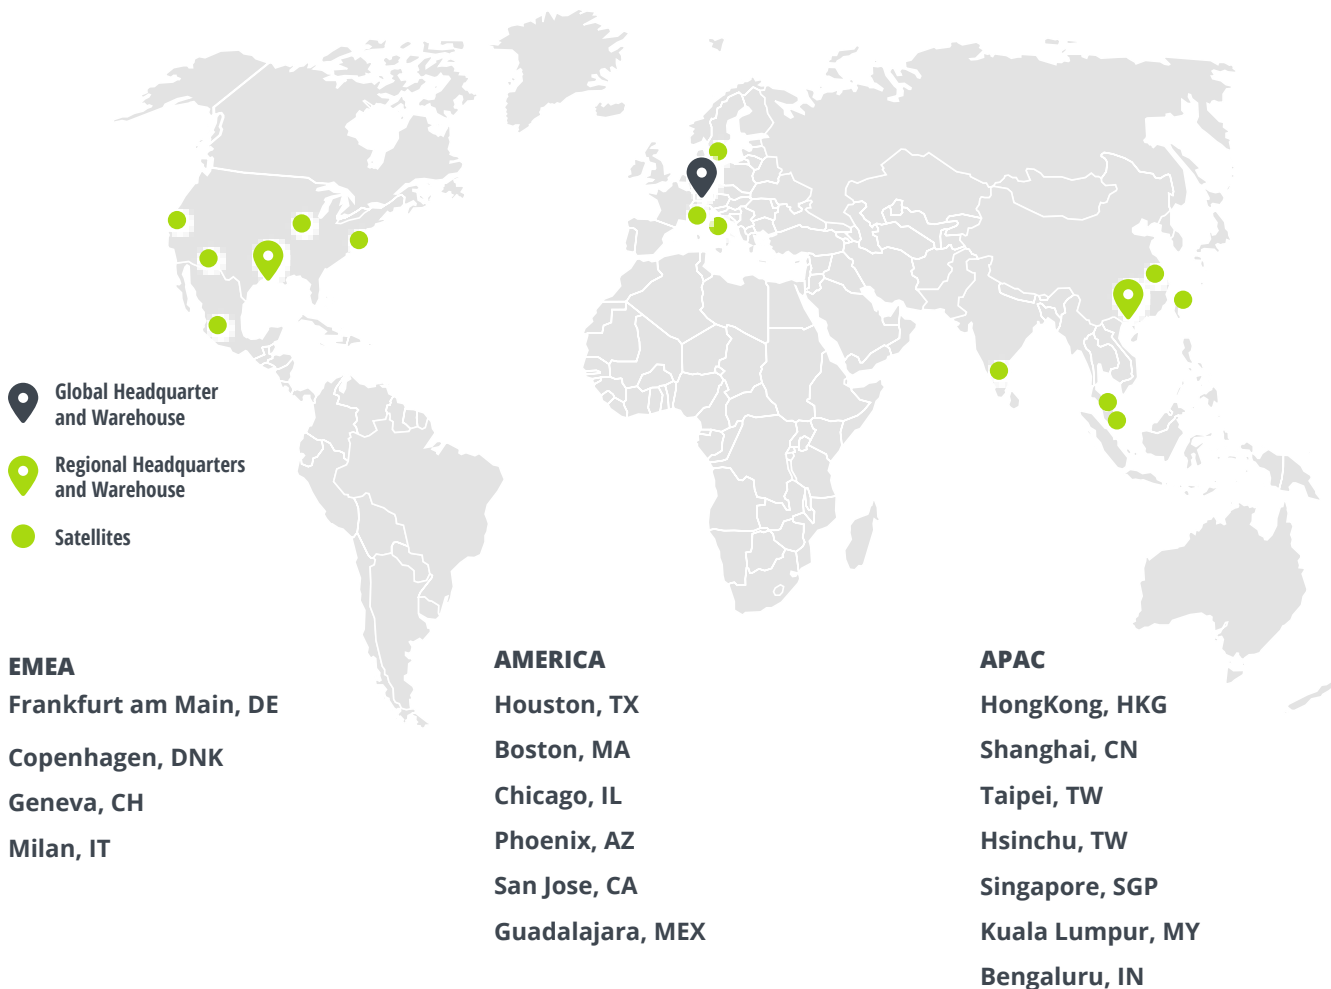 Global Headquarter
and Warehouse
Regional Headquarters
and Warehouse
Satellites
EMEA
Frankfurt am Main, DE
Copenhagen, DNK
Geneva, CH
Milan, IT
AMERICA
Houston, TX
Boston, MA
Chicago, IL
Phoenix, AZ
San Jose, CA
Guadalajara, MEX
APAC
HongKong, HKG
Shanghai, CN
Taipei, TW
Hsinchu, TW
Singapore, SGP
Kuala Lumpur, MY
Bengaluru, IN